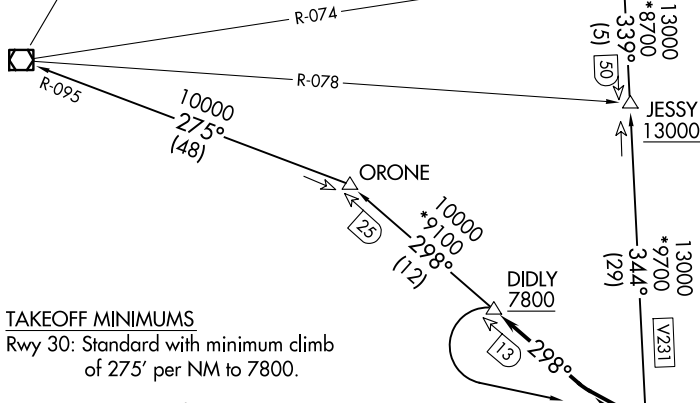 R-074
13000
*8700
339°
(5)
50
R-078
R-095
JESSY
13000
10000
275°
(48)
ORONE
25
10000
*9100
298°
(12)
13000
*9700
344°
(29)
V231
DIDLY
7800
13
298°
TAKEOFF MINIMUMS
Rwy 30: Standard with minimum climb
of 275' per NM to 7800.